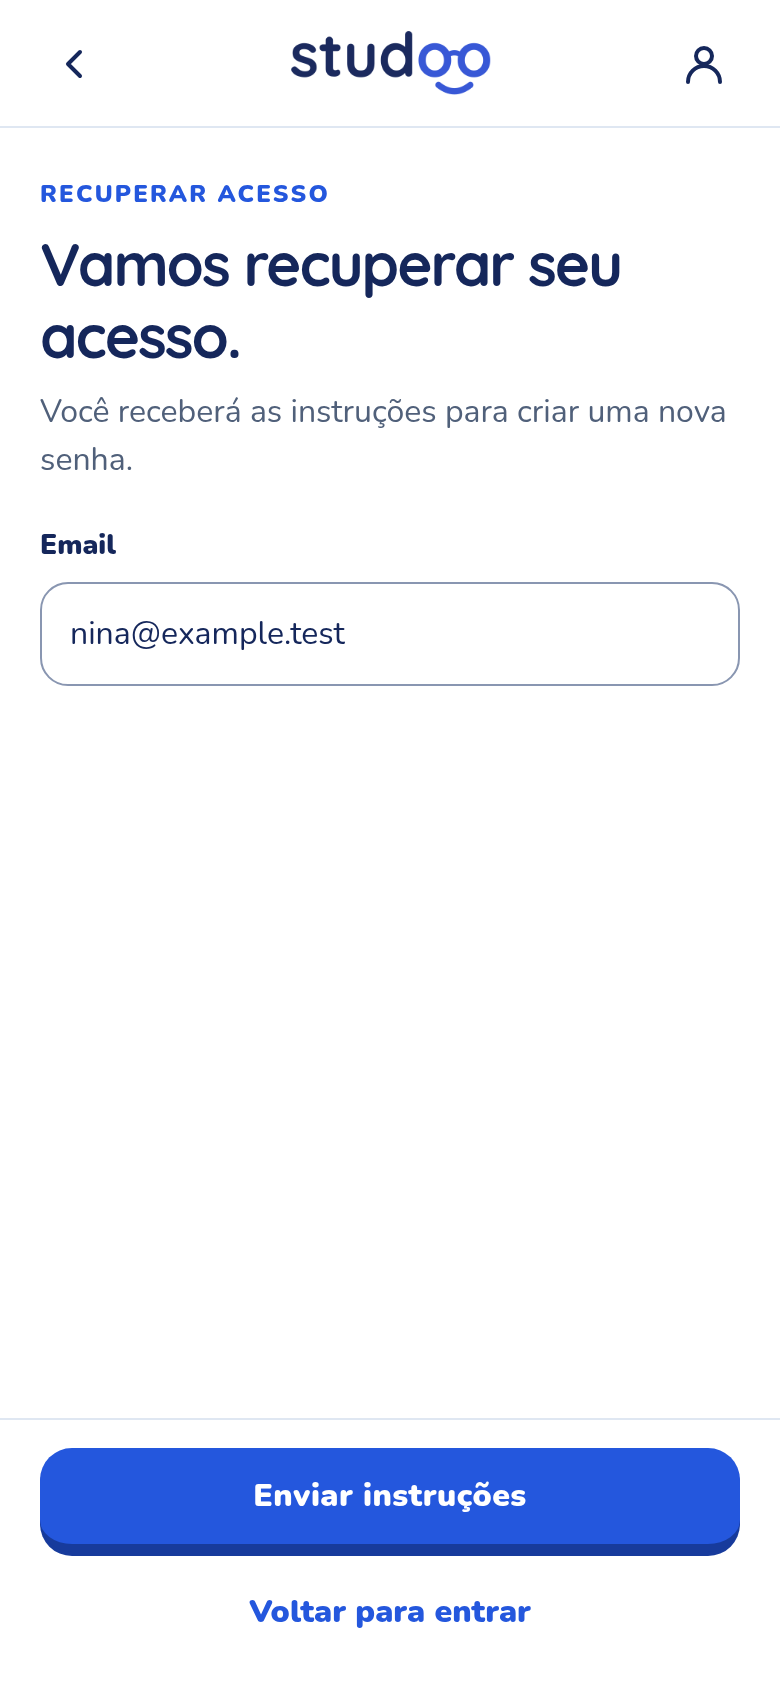 studoo
RECUPERAR ACESSO
Vamos recuperar seu
acesso.
Você receberá as instruções para criar uma nova
senha.
Email
nina@example.test
Enviar instruções
Voltar para entrar